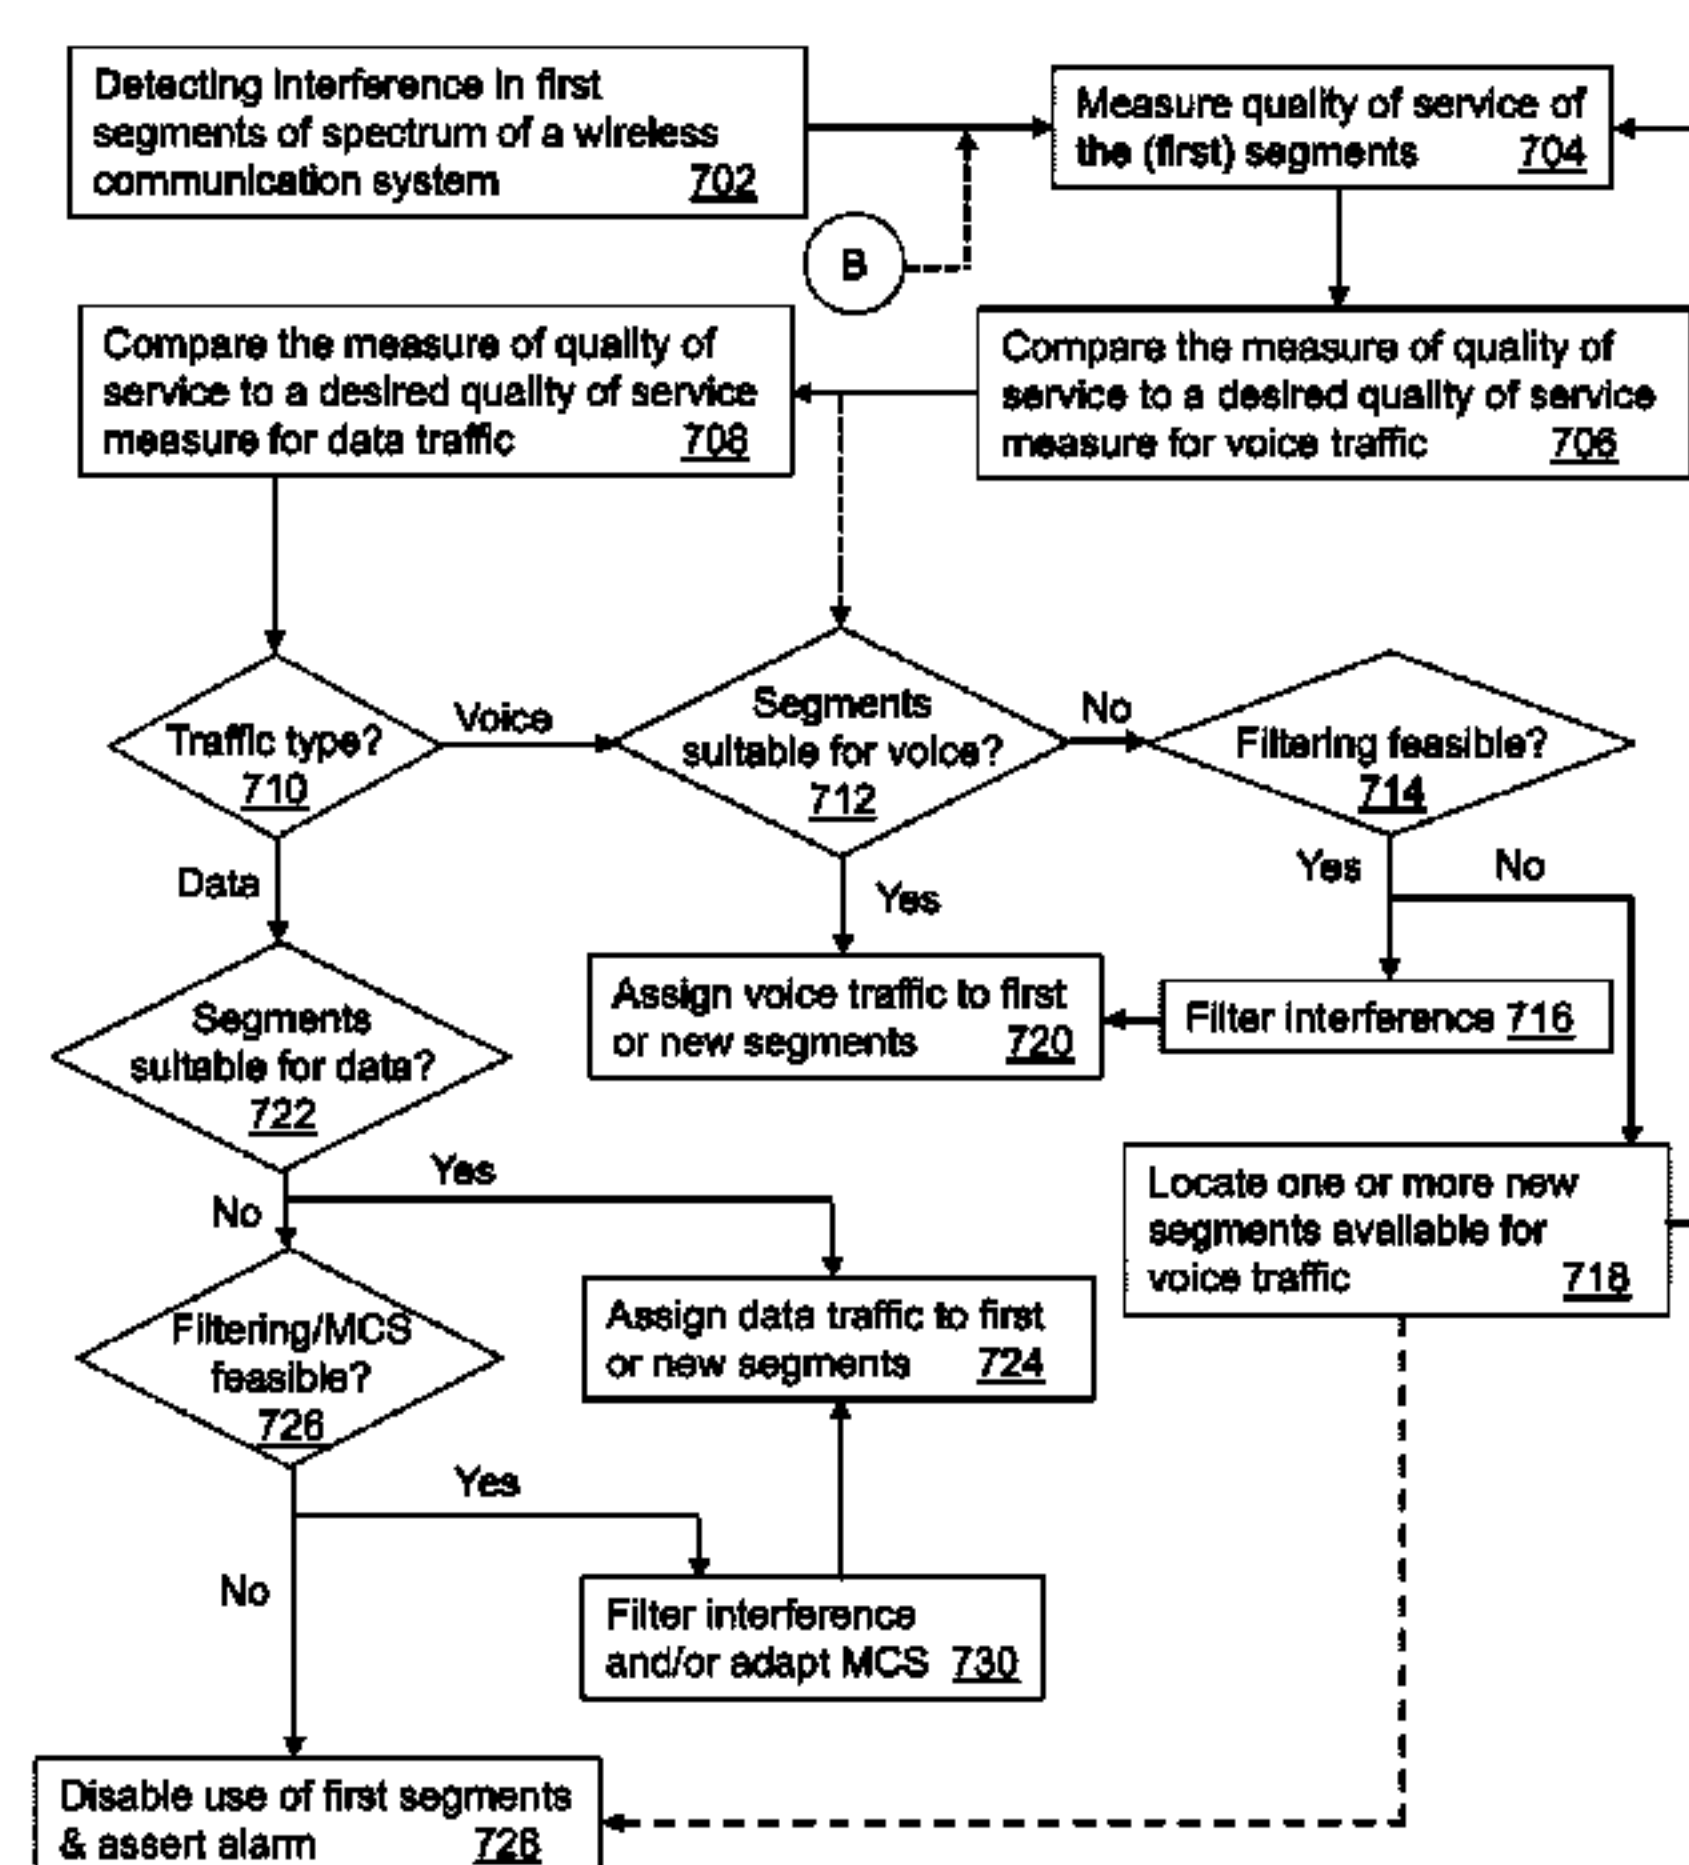 Detecting interference in first
segments of spectrum of a wireless
communication system 702
Measure quality of service of
the (first) segments 704
B
Compare the measure of quality of
service to a desired quality of service
measure for data traffic 708
Compare the measure of quality of
service to a desired quality of service
measure for voice traffic 706
Traffic type?
710
Voice
Segments
suitable for voice?
712
No
Filtering feasible?
714
Data
Yes
Yes
No
Assign voice traffic to first
or new segments 720
Filter interference 716
Segments
suitable for data?
722
Yes
No
Locate one or more new
segments available for
voice traffic 718
Filtering/MCS
feasible?
726
Assign data traffic to first
or new segments 724
Yes
No
Filter interference
and/or adapt MCS 730
Disable use of first segments
& assert alarm 728